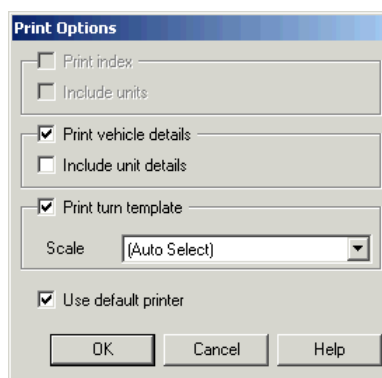 Print Options
Print index
Include units
Print vehicle details
Include unit details
Print turn template
Scale (Auto Select)
Use default printer
OK Cancel Help